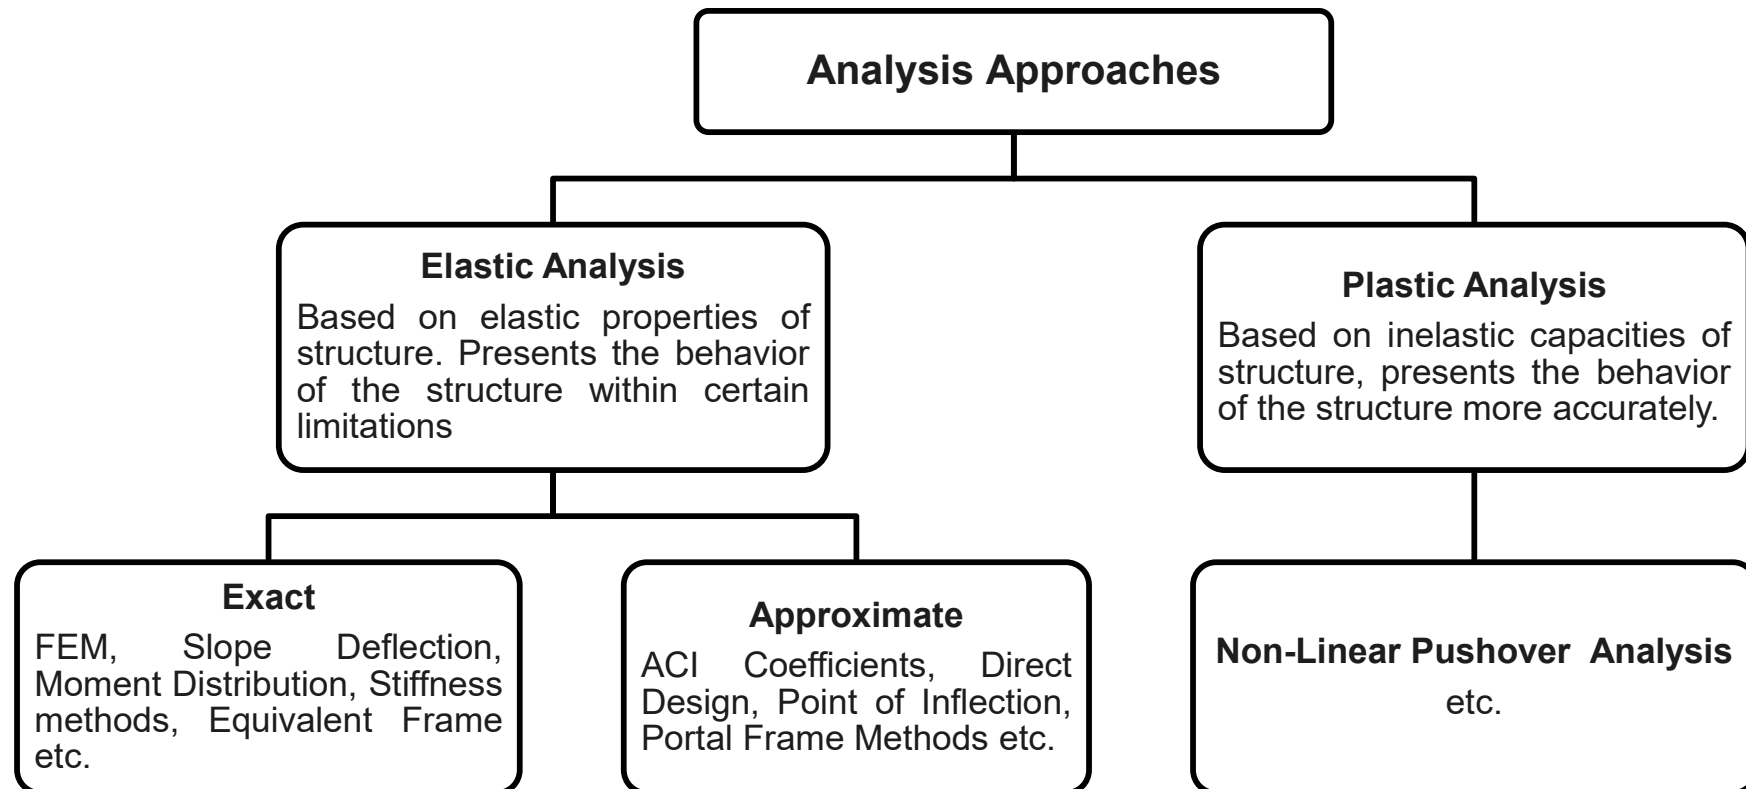 Analysis Approaches
Elastic Analysis
Based on elastic properties of
structure. Presents the behavior
of the structure within certain
limitations
Plastic Analysis
Based on inelastic capacities of
structure, presents the behavior
of the structure more accurately.
Exact
FEM, Slope Deflection,
Moment Distribution, Stiffness
methods, Equivalent Frame
etc.
Approximate
ACI Coefficients, Direct
Design, Point of Inflection,
Portal Frame Methods etc.
Non-Linear Pushover Analysis
etc.